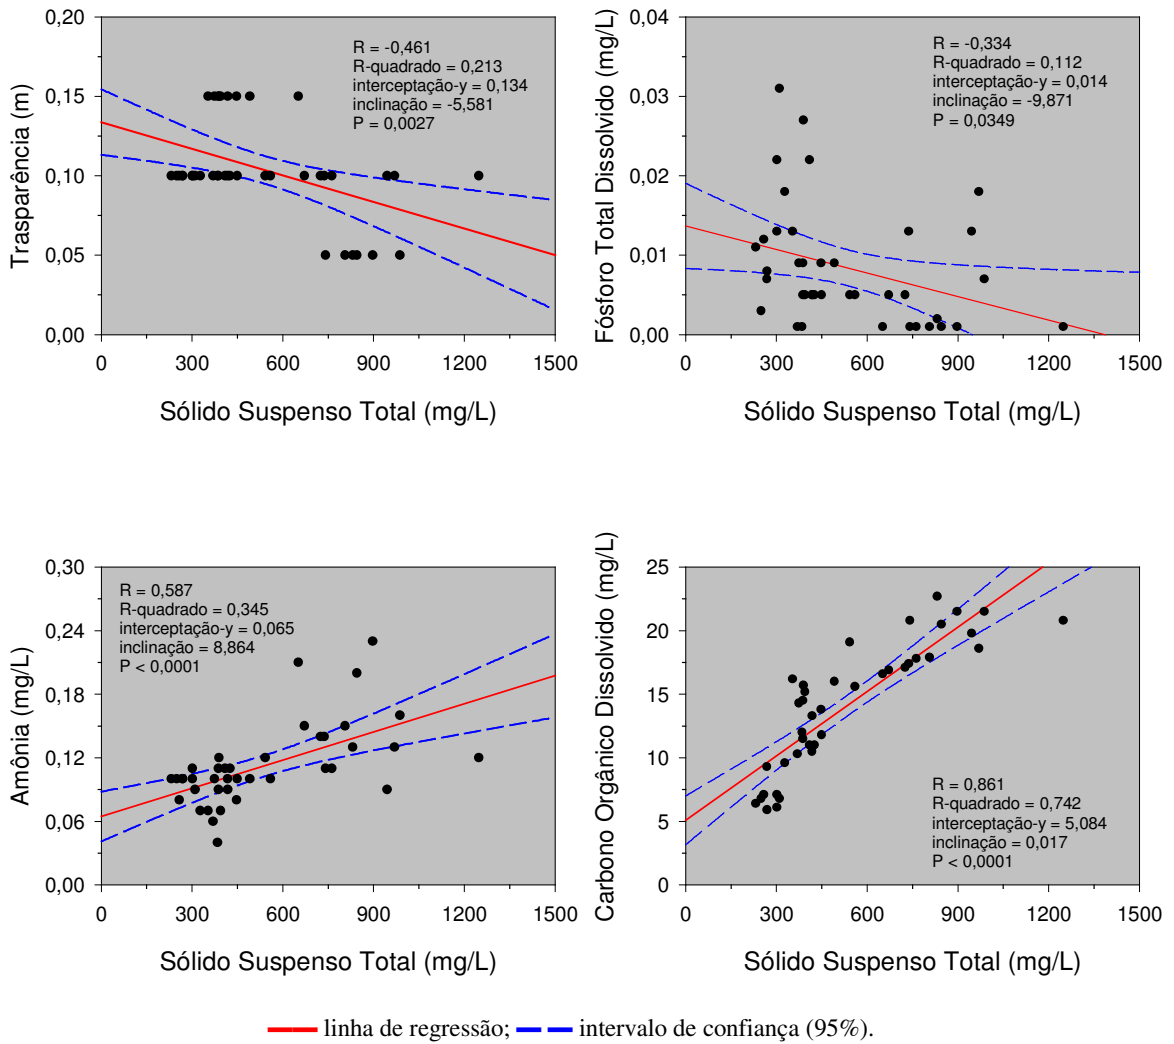 0,20
0,15
0,10
0,05
0,00
Trasparência (m)
R = -0,461
R-quadrado = 0,213
interceptação-y = 0,134
inclinação = -5,581
P = 0,0027
0 300 600 900 1200 1500
Sólido Suspenso Total (mg/L)
0,04
0,03
0,02
0,01
0,00
Fósforo Total Dissolvido (mg/L)
R = -0,334
R-quadrado = 0,112
interceptação-y = 0,014
inclinação = -9,871
P = 0,0349
0 300 600 900 1200 1500
Sólido Suspenso Total (mg/L)
0,30
0,24
0,18
0,12
0,06
0,00
Amônia (mg/L)
R = 0,587
R-quadrado = 0,345
interceptação-y = 0,065
inclinação = 8,864
P < 0,0001
0 300 600 900 1200 1500
Sólido Suspenso Total (mg/L)
25
20
15
10
5
0
Carbono Orgânico Dissolvido (mg/L)
R = 0,861
R-quadrado = 0,742
interceptação-y = 5,084
inclinação = 0,017
P < 0,0001
0 300 600 900 1200 1500
Sólido Suspenso Total (mg/L)
linha de regressão; intervalo de confiança (95%).